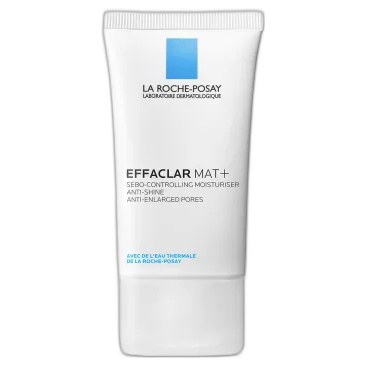 LA ROCHE-POSAY
LABORATOIRE DERMATOLOGIQUE
EFFACLAR MAT+
SEBO-CONTROLLING MOISTURISER
ANTI-SHINE
ANTI-ENLARGED PORES
AVEC DE L'EAU THERMALE
DE LA ROCHE-POSAY